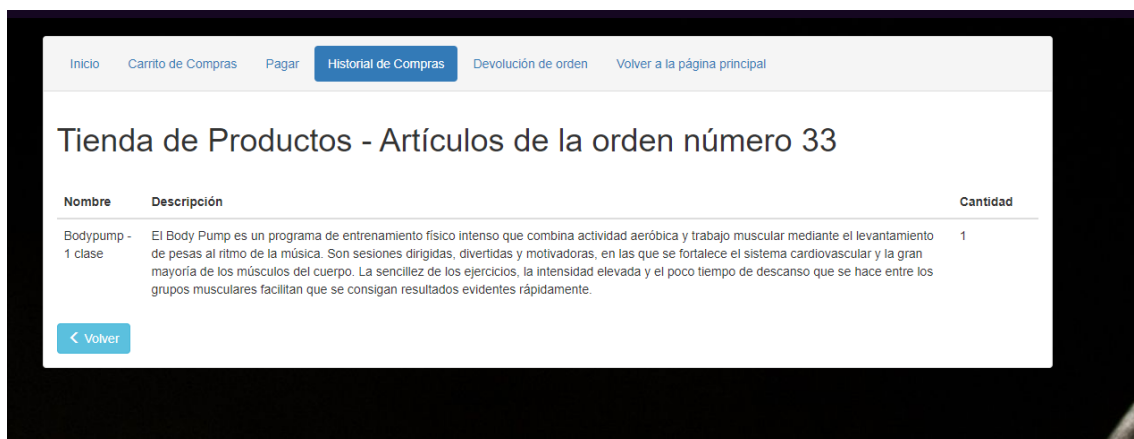 Inicio Carrito de Compras Pagar Historial de Compras Devolución de orden Volver a la página principal
Tienda de Productos - Artículos de la orden número 33
Nombre Descripción Cantidad
Bodypump - El Body Pump es un programa de entrenamiento físico intenso que combina actividad aeróbica y trabajo muscular mediante el levantamiento 1
1 clase de pesas al ritmo de la música. Son sesiones dirigidas, divertidas y motivadoras, en las que se fortalece el sistema cardiovascular y la gran
mayoría de los músculos del cuerpo. La sencillez de los ejercicios, la intensidad elevada y el poco tiempo de descanso que se hace entre los
grupos musculares facilitan que se consigan resultados evidentes rápidamente.
Volver